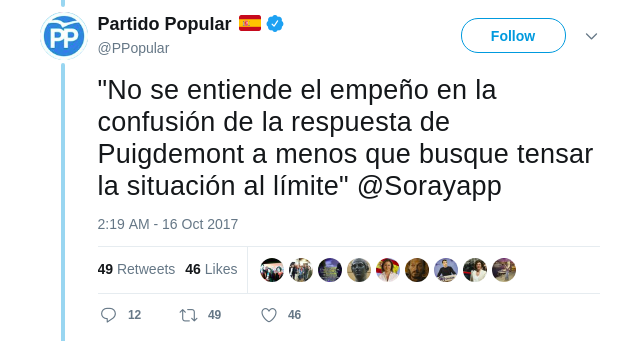 PP
Partido Popular 🇪🇸
@PPopular
Follow
"No se entiende el empeño en la
confusión de la respuesta de
Puigdemont a menos que busque tensar
la situación al límite" @Sorayapp
2:19 AM - 16 Oct 2017
49 Retweets 46 Likes
12 49 46